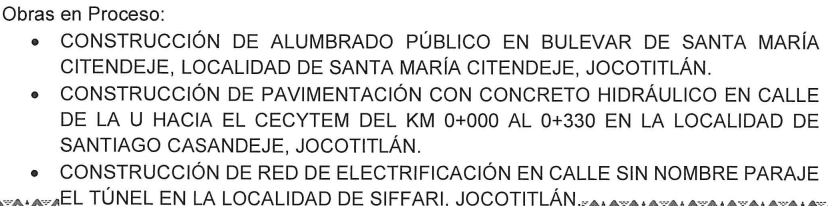 Obras en Proceso:
• CONSTRUCCIÓN DE ALUMBRADO PÚBLICO EN BULEVAR DE SANTA MARÍA
CITENDEJE, LOCALIDAD DE SANTA MARÍA CITENDEJE, JOCOTITLÁN.
• CONSTRUCCIÓN DE PAVIMENTACIÓN CON CONCRETO HIDRÁULICO EN CALLE
DE LA U HACIA EL CECYTEM DEL KM 0+000 AL 0+330 EN LA LOCALIDAD DE
SANTIAGO CASANDEJE, JOCOTITLÁN.
• CONSTRUCCIÓN DE RED DE ELECTRIFICACIÓN EN CALLE SIN NOMBRE PARAJE
EL TÚNEL EN LA LOCALIDAD DE SIFFARI, JOCOTITLÁN.